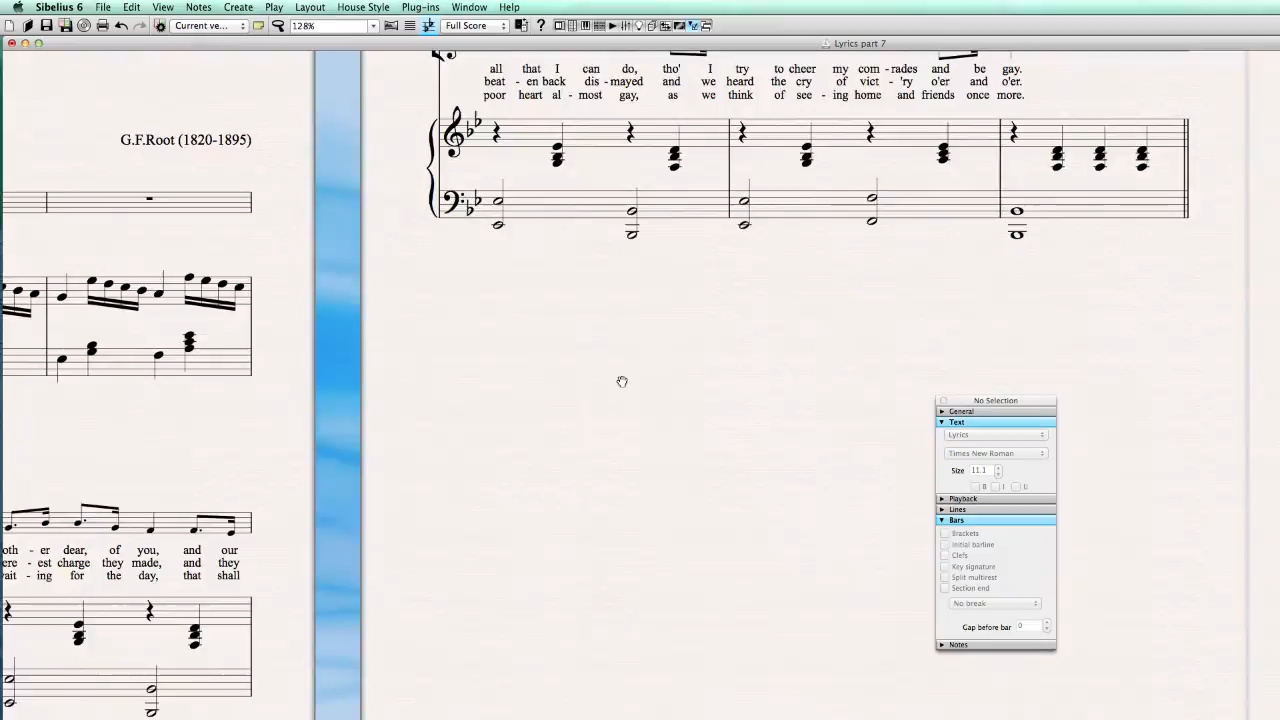 Sibelius 6 File Edit View Notes Create Play Layout House Style Plug-ins Window Help
Current ve... 128% Full Score ?
Lyrics part 7
all that I can do, tho' I try to cheer my com - rades and be gay.
beat - en back dis - mayed and we heard the cry of vict - 'ry o'er and o'er.
poor heart al - most gay, as we think of see - ing home and friends once more.
G.F.Root (1820-1895)
No Selection
General
Text
Lyrics
Times New Roman
Size 11.1
B I U
Playback
Lines
Bars
Brackets
Initial barline
Clefs
Key signature
Split multirest
Section end
No break
Gap before bar 0
Notes
oth - er dear, of you, and our
ere - est charge they made, and they
vait - ing for the day, that shall